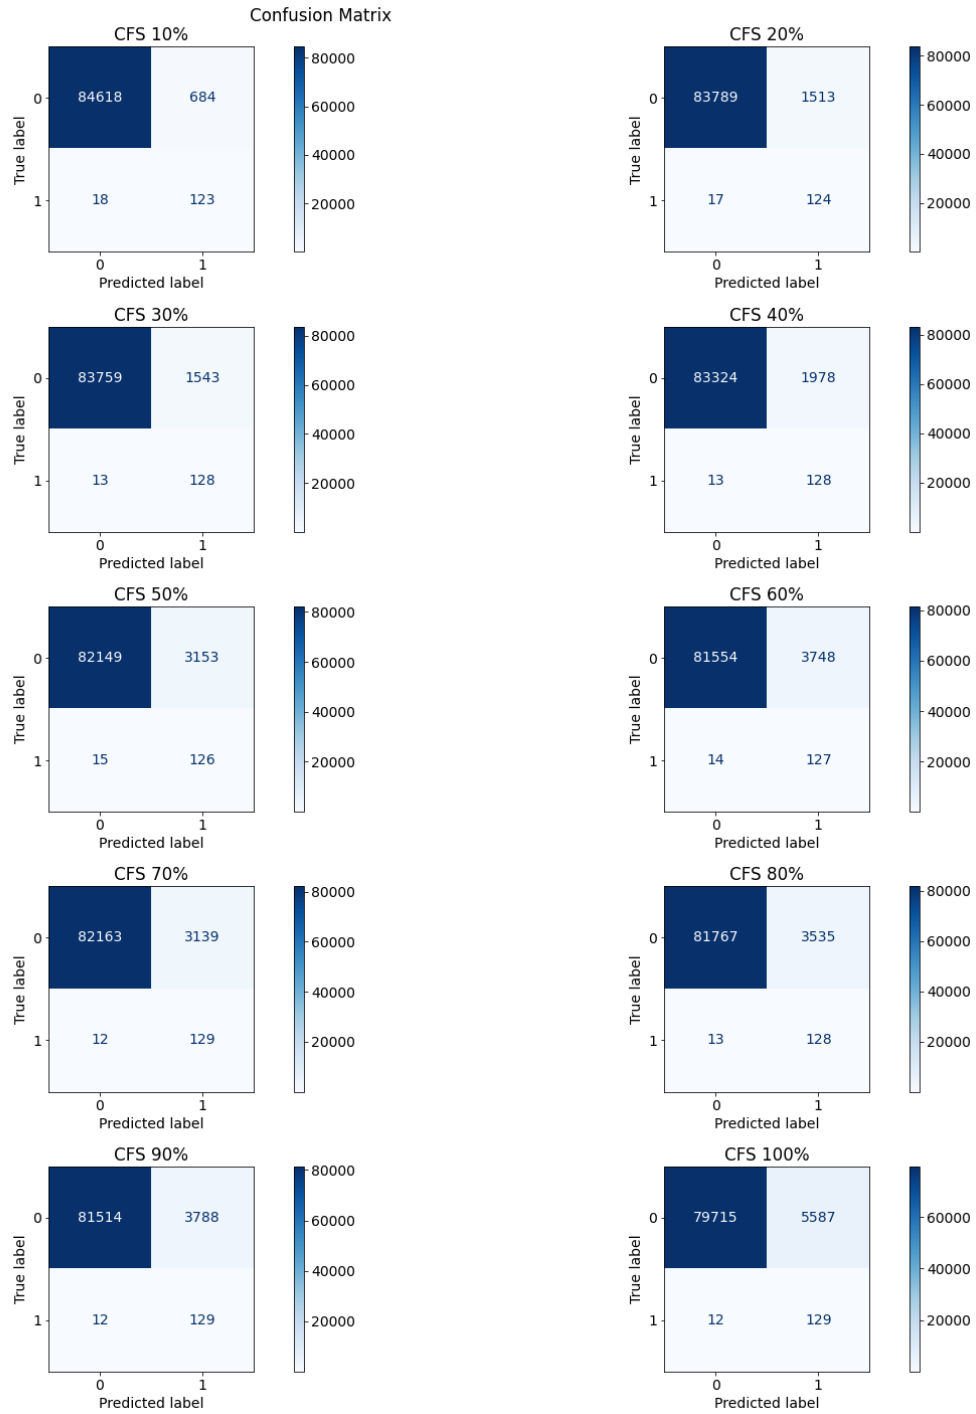 Confusion Matrix
CFS 10%
True label
0
1
84618 684
18 123
0 1
Predicted label
80000
60000
40000
20000
CFS 20%
True label
0
1
83789 1513
17 124
0 1
Predicted label
80000
60000
40000
20000
CFS 30%
True label
0
1
83759 1543
13 128
0 1
Predicted label
80000
60000
40000
20000
CFS 40%
True label
0
1
83324 1978
13 128
0 1
Predicted label
80000
60000
40000
20000
CFS 50%
True label
0
1
82149 3153
15 126
0 1
Predicted label
80000
60000
40000
20000
CFS 60%
True label
0
1
81554 3748
14 127
0 1
Predicted label
80000
60000
40000
20000
CFS 70%
True label
0
1
82163 3139
12 129
0 1
Predicted label
80000
60000
40000
20000
CFS 80%
True label
0
1
81767 3535
13 128
0 1
Predicted label
80000
60000
40000
20000
CFS 90%
True label
0
1
81514 3788
12 129
0 1
Predicted label
80000
60000
40000
20000
CFS 100%
True label
0
1
79715 5587
12 129
0 1
Predicted label
60000
40000
20000